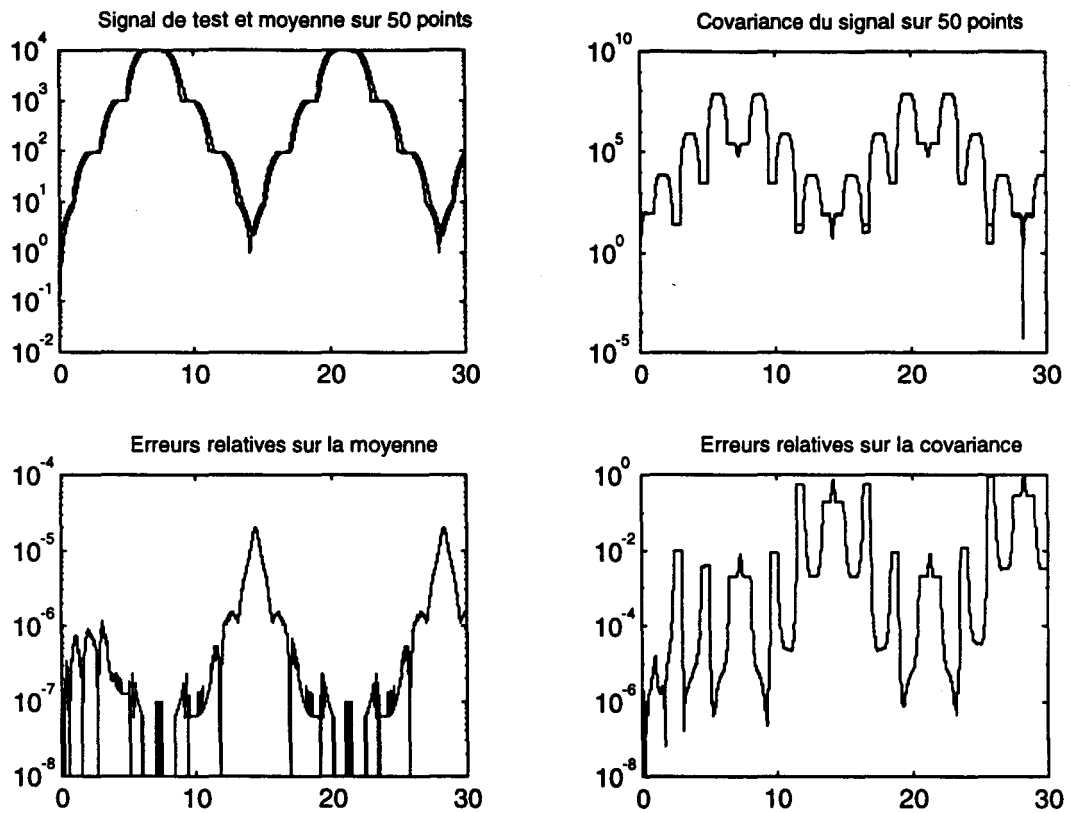 Signal de test et moyenne sur 50 points
10^4
10^3
10^2
10^1
10^0
10^-1
10^-2
0 10 20 30
Covariance du signal sur 50 points
10^10
10^5
10^0
10^-5
0 10 20 30
Erreurs relatives sur la moyenne
10^-4
10^-5
10^-6
10^-7
10^-8
0 10 20 30
Erreurs relatives sur la covariance
10^0
10^-2
10^-4
10^-6
10^-8
0 10 20 30